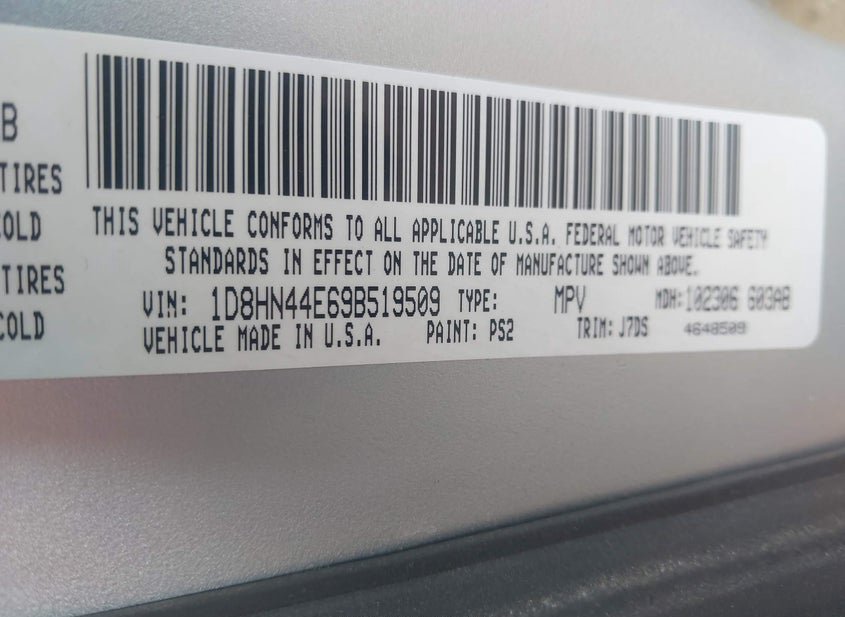 B
TIRES
COLD
TIRES
COLD
THIS VEHICLE CONFORMS TO ALL APPLICABLE U.S.A. FEDERAL MOTOR VEHICLE SAFETY
STANDARDS IN EFFECT ON THE DATE OF MANUFACTURE SHOWN ABOVE.
VIN: 1D8HN44E69B519509 TYPE: MPV MDH: 102306 603AB
VEHICLE MADE IN U.S.A. PAINT: PS2 TRIM: J7DS 4648509